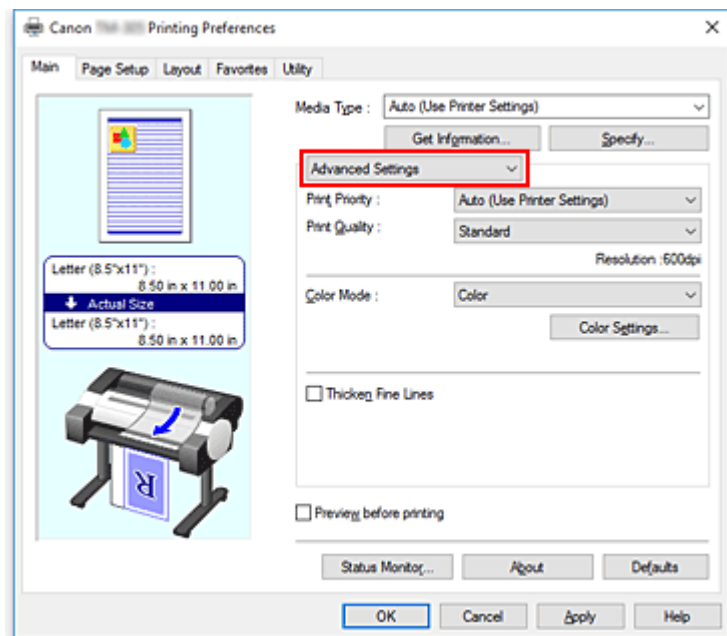 Canon Printing Preferences
Main Page Setup Layout Favorites Utility
Media Type : Auto (Use Printer Settings)
Get Information... Specify...
Advanced Settings
Print Priority : Auto (Use Printer Settings)
Print Quality : Standard
Resolution :600dpi
Letter (8.5"x11") :
8.50 in x 11.00 in
Actual Size
Letter (8.5"x11") :
8.50 in x 11.00 in
Color Mode : Color
Color Settings...
Thicken Fine Lines
R
Preview before printing
Status Monitor... About Defaults
OK Cancel Apply Help